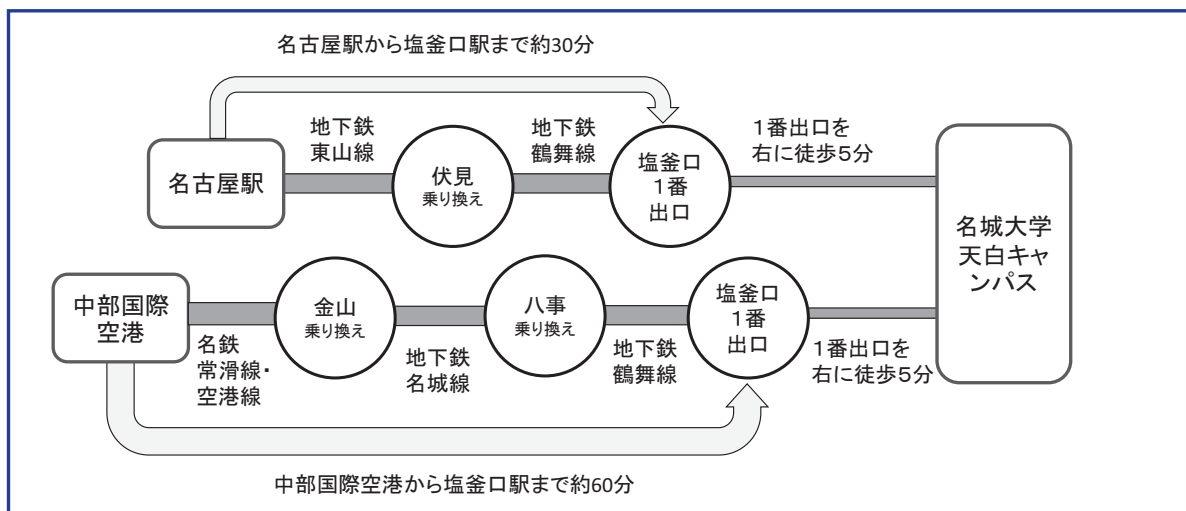 名古屋駅から塩釜口駅まで約30分
地下鉄
東山線
地下鉄
鶴舞線
1番出口を
右に徒歩5分
名古屋駅
伏見
乗り換え
塩釜口
1番
出口
名城大学
天白キャ
ンパス
中部国際
空港
金山
乗り換え
八事
乗り換え
塩釜口
1番
出口
名鉄
常滑線・
空港線
地下鉄
名城線
地下鉄
鶴舞線
1番出口を
右に徒歩5分
中部国際空港から塩釜口駅まで約60分